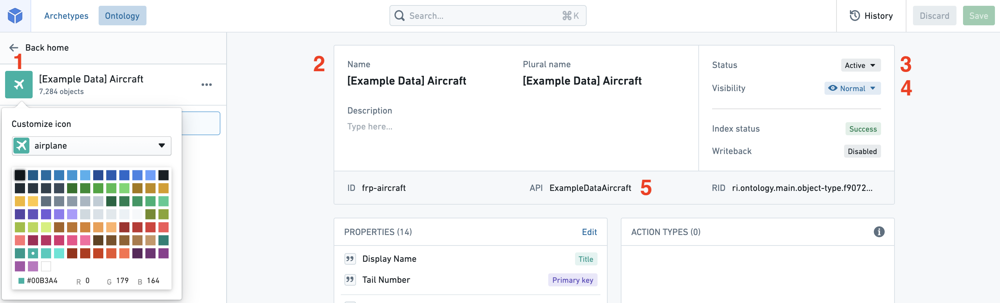 Archetypes
Ontology
Search...
⌘ K
History
Discard
Save
Back home
1
[Example Data] Aircraft
7,284 objects
Customize icon
airplane
#00B3A4
R 0
G 179
B 164
2
Name
[Example Data] Aircraft
Plural name
[Example Data] Aircraft
Description
Type here...
Status
Active
3
Visibility
Normal
4
Index status
Success
Writeback
Disabled
ID frp-aircraft
API ExampleDataAircraft
5
RID ri.ontology.main.object-type.f9072...
PROPERTIES (14)
Edit
Display Name
Title
Tail Number
Primary key
ACTION TYPES (0)